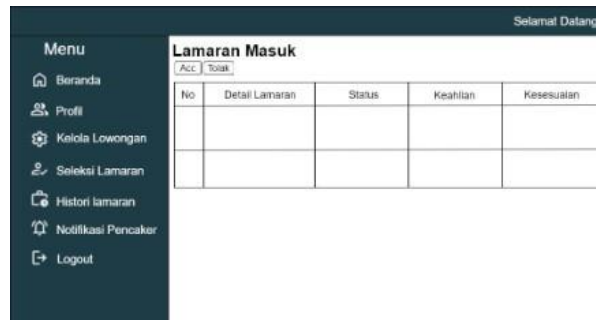 Selamat Datang
Menu
Beranda
Profil
Kelola Lowongan
Seleksi Lamaran
Histori lamaran
Notifikasi Pencaker
Logout
Lamaran Masuk
Acc Tolak
No Detail Lamaran Status Keahlian Kesesuaian